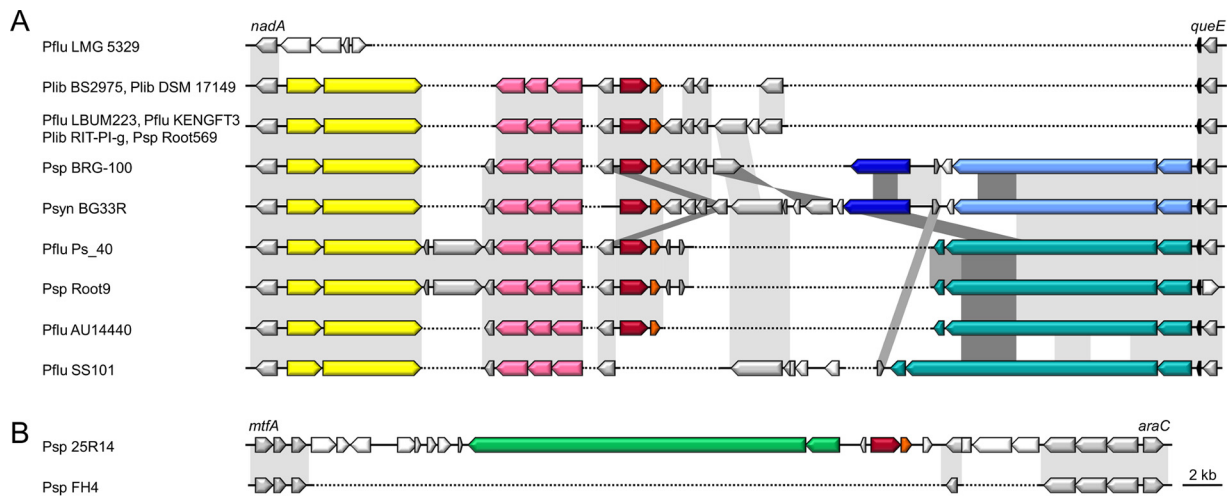 A
nadA
queE
Pflu LMG 5329
Plib BS2975, Plib DSM 17149
Pflu LBUM223, Pflu KENGFT3
Plib RIT-PI-g, Psp Root569
Psp BRG-100
Psyn BG33R
Pflu Ps_40
Psp Root9
Pflu AU14440
Pflu SS101
B
mtfA
araC
Psp 25R14
Psp FH4
2 kb